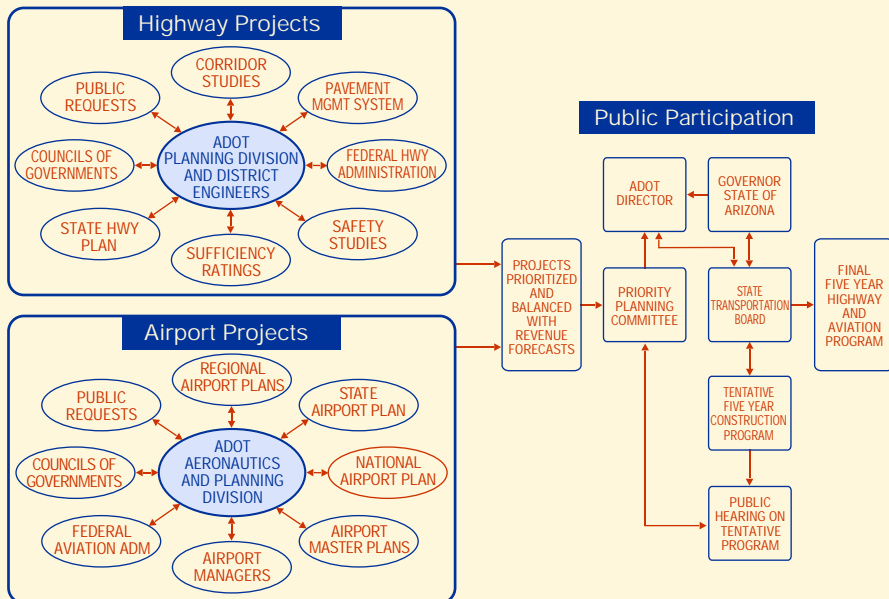 Highway Projects
CORRIDOR
STUDIES
PUBLIC
REQUESTS
PAVEMENT
MGMT SYSTEM
COUNCILS OF
GOVERNMENTS
ADOT
PLANNING DIVISION
AND DISTRICT
ENGINEERS
FEDERAL HWY
ADMINISTRATION
STATE HWY
PLAN
SUFFICIENCY
RATINGS
SAFETY
STUDIES
Airport Projects
REGIONAL
AIRPORT PLANS
PUBLIC
REQUESTS
STATE
AIRPORT PLAN
COUNCILS OF
GOVERNMENTS
ADOT
AERONAUTICS
AND PLANNING
DIVISION
NATIONAL
AIRPORT PLAN
FEDERAL
AVIATION ADM
AIRPORT
MANAGERS
AIRPORT
MASTER PLANS
Public Participation
PROJECTS
PRIORITIZED
AND
BALANCED
WITH
REVENUE
FORECASTS
ADOT
DIRECTOR
GOVERNOR
STATE OF
ARIZONA
PRIORITY
PLANNING
COMMITTEE
STATE
TRANSPORTATION
BOARD
FINAL
FIVE YEAR
HIGHWAY
AND
AVIATION
PROGRAM
TENTATIVE
FIVE YEAR
CONSTRUCTION
PROGRAM
PUBLIC
HEARING ON
TENTATIVE
PROGRAM